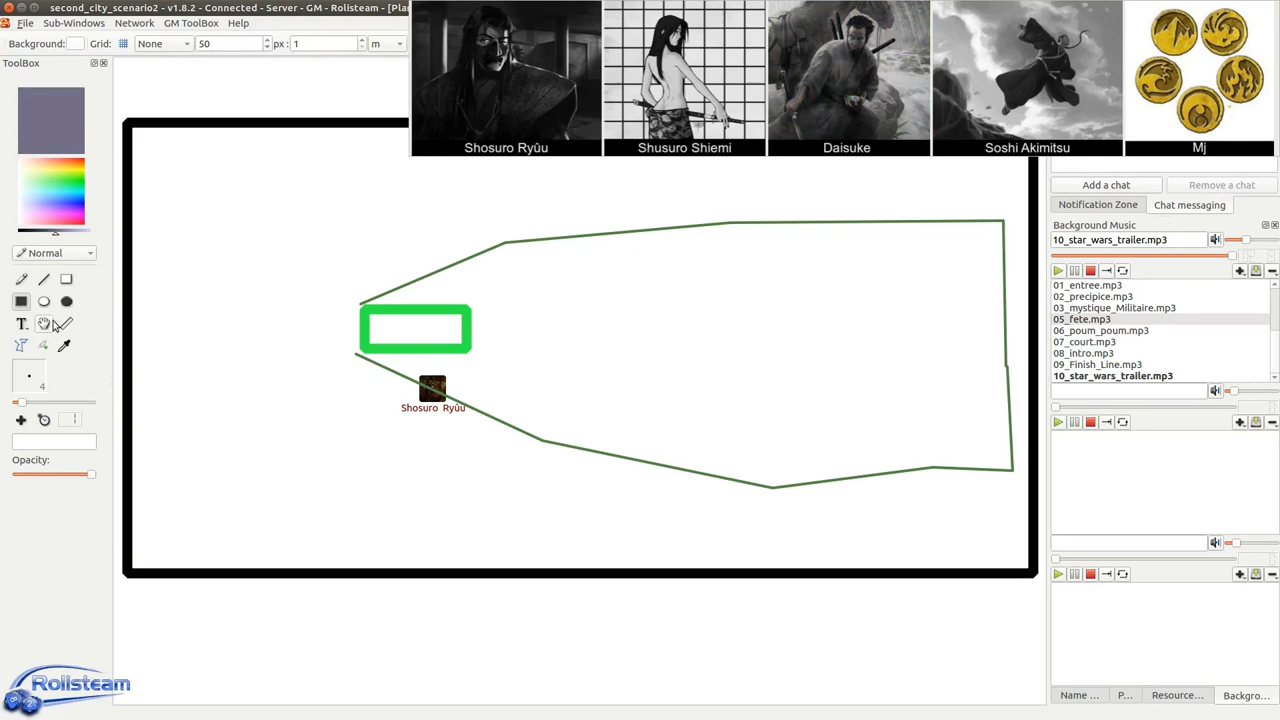 second_city_scenario2 - v1.8.2 - Connected - Server - GM - Rollisteam - [Pla
File Sub-Windows Network GM ToolBox Help
Background: Grid: None 50 px : 1 m
ToolBox
Shosuro Ryûu
Shusuro Shiemi
Daisuke
Soshi Akimitsu
Mj
Normal
T
4
Opacity:
Rolisteam
Shosuro Ryûu
Add a chat
Remove a chat
Notification Zone
Chat messaging
Background Music
10_star_wars_trailer.mp3
01_entree.mp3
02_precipice.mp3
03_mystique_Militaire.mp3
05_fete.mp3
06_poum_poum.mp3
07_court.mp3
08_intro.mp3
09_Finish_Line.mp3
10_star_wars_trailer.mp3
Name ...
P...
Resource...
Backgro...